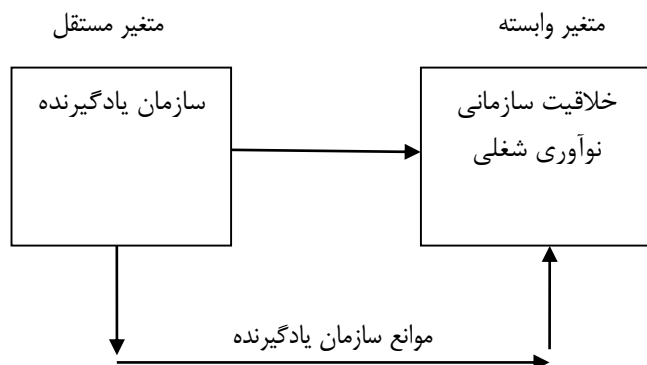 متغیر وابسته
متغیر مستقل
خلاقیت سازمانی
نوآوری شغلی
سازمان یادگیرنده
موانع سازمان یادگیرنده